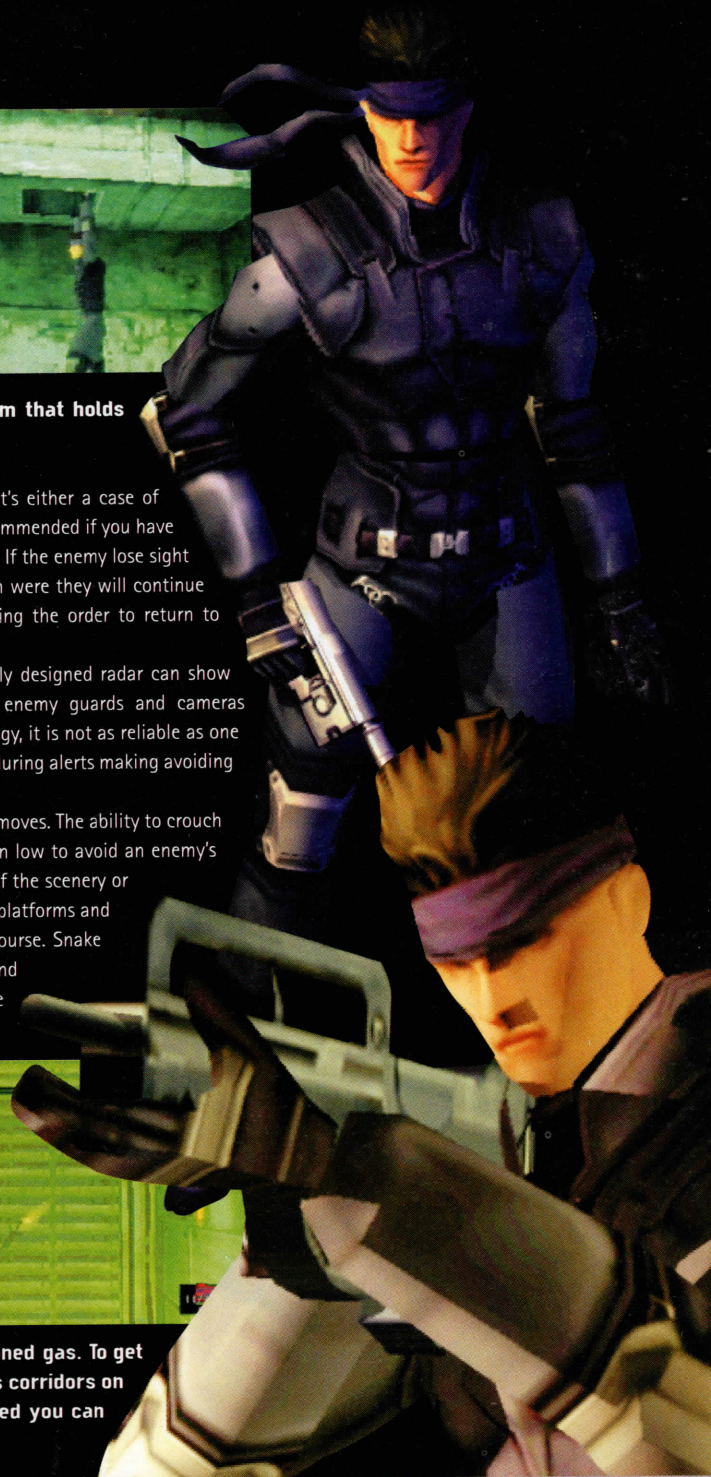 m that holds
t's either a case of
ommended if you have
If the enemy lose sight
n were they will continue
ing the order to return to
ly designed radar can show
enemy guards and cameras
gy, it is not as reliable as one
during alerts making avoiding
moves. The ability to crouch
n low to avoid an enemy's
f the scenery or
platforms and
ourse. Snake
nd
e
ned gas. To get
s corridors on
ed you can